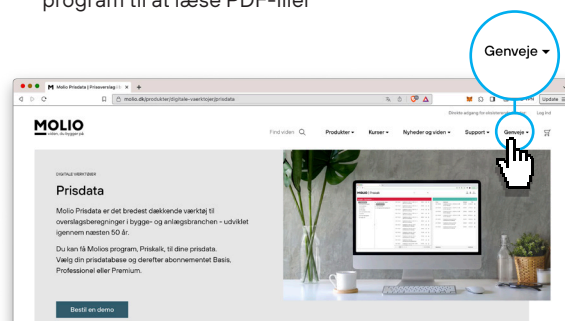 program til at læse PDF-filer
Genveje
Molio Prisdata | Prisoverslag
molio.dk/produkter/digitale-vaerktojer/prisdata
Update
Log ind
MOLIO
viden, du bygger på
Find viden
Produkter
Kurser
Nyheder og viden
Support
Genveje
DIGITALE VÆRKTØJER
Prisdata
Molio Prisdata er det bredest dækkende værktøj til
overslagsberegninger i bygge- og anlægsbranchen – udviklet
igennem næsten 50 år.
Du kan få Molios program, Priskalk, til dine prisdata.
Vælg din prisdatabase og derefter abonnementet Basis,
Professionel eller Premium.
Bestil en demo